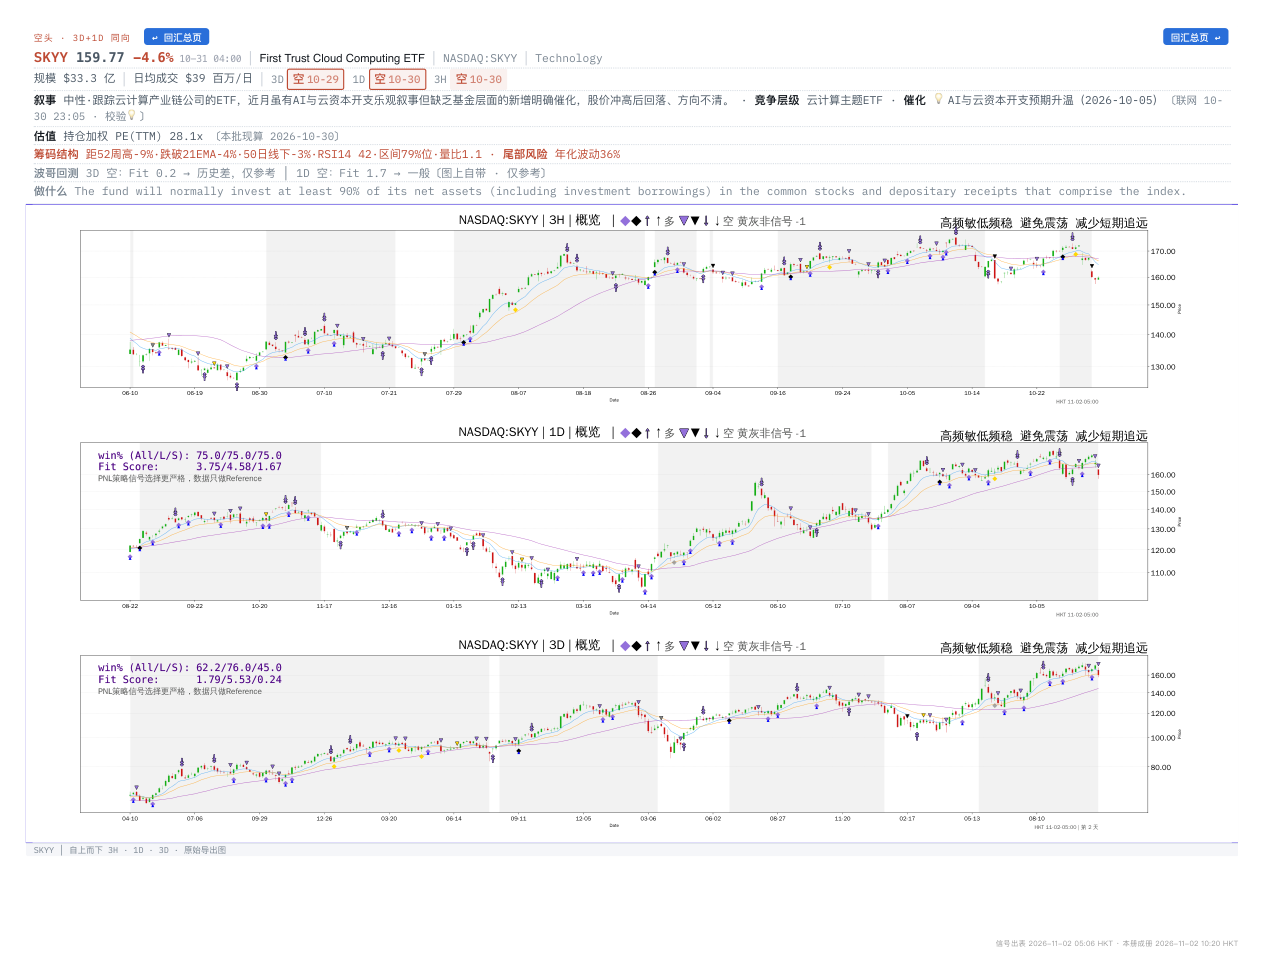 空头 · 3D+1D 同向 ↩ 回汇总页 回汇总页 ↩
SKYY 159.77 −4.6% 10-31 04:00 │ First Trust Cloud Computing ETF │ NASDAQ:SKYY │ Technology
规模 $33.3 亿 │ 日均成交 $39 百万/日 │ 3D 空 10-29 1D 空 10-30 3H 空 10-30
叙事 中性·跟踪云计算产业链公司的ETF，近月虽有AI与云资本开支乐观叙事但缺乏基金层面的新增明确催化，股价冲高后回落、方向不清。 · 竞争层级 云计算主题ETF · 催化 💡AI与云资本开支预期升温（2026-10-05）〔联网 10-
30 23:05 · 校验💡〕
估值 持仓加权 PE(TTM) 28.1x 〔本批现算 2026-10-30〕
筹码结构 距52周高-9%·跌破21EMA-4%·50日线下-3%·RSI14 42·区间79%位·量比1.1 · 尾部风险 年化波动36%
波哥回测 3D 空：Fit 0.2 → 历史差，仅参考 │ 1D 空：Fit 1.7 → 一般〔图上自带 · 仅参考〕
做什么 The fund will normally invest at least 90% of its net assets (including investment borrowings) in the common stocks and depositary receipts that comprise the index.
NASDAQ:SKYY | 3H | 概览 | ◆◆↑↑多 ▼▼↓↓空 黄灰非信号 -1
高频敏低频稳 避免震荡 减少短期追远
170.00
160.00
150.00
140.00
130.00
Price
06-10 06-19 06-30 07-10 07-21 07-29 08-07 08-18 08-26 09-04 09-16 09-24 10-05 10-14 10-22
Date
HKT 11-02-05:00
NASDAQ:SKYY | 1D | 概览 | ◆◆↑↑多 ▼▼↓↓空 黄灰非信号 -1
高频敏低频稳 避免震荡 减少短期追远
win% (All/L/S): 75.0/75.0/75.0
Fit Score: 3.75/4.58/1.67
PNL策略信号选择更严格，数据只做Reference
160.00
150.00
140.00
130.00
120.00
110.00
Price
08-22 09-22 10-20 11-17 12-16 01-15 02-13 03-16 04-14 05-12 06-10 07-10 08-07 09-04 10-05
Date
HKT 11-02-05:00
NASDAQ:SKYY | 3D | 概览 | ◆◆↑↑多 ▼▼↓↓空 黄灰非信号 -1
高频敏低频稳 避免震荡 减少短期追远
win% (All/L/S): 62.2/76.0/45.0
Fit Score: 1.79/5.53/0.24
PNL策略信号选择更严格，数据只做Reference
160.00
140.00
120.00
100.00
80.00
Price
04-10 07-06 09-29 12-26 03-20 06-14 09-11 12-05 03-06 06-02 08-27 11-20 02-17 05-13 08-10
Date
HKT 11-02-05:00 | 第 2 天
SKYY │ 自上而下 3H · 1D · 3D · 原始导出图
信号出表 2026-11-02 05:06 HKT · 本册成册 2026-11-02 10:20 HKT